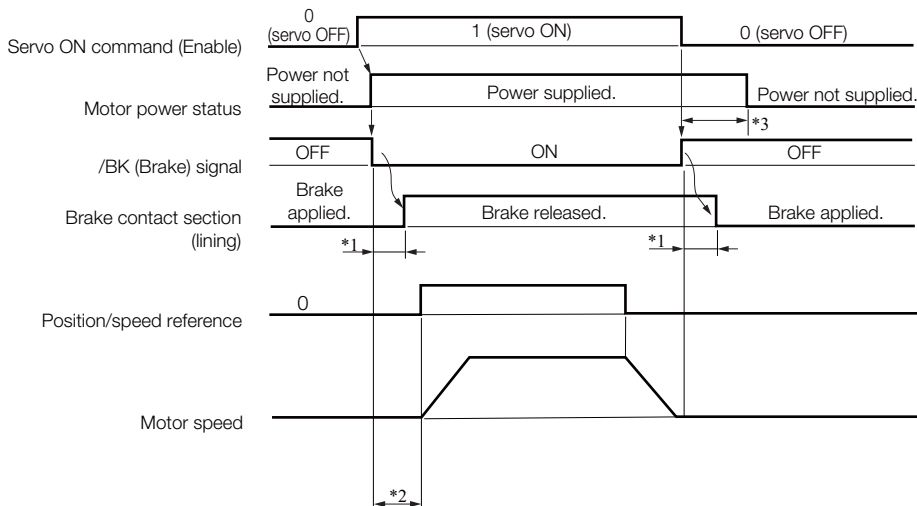 0
(servo OFF)
1 (servo ON)
0 (servo OFF)
Servo ON command (Enable)
Power not
supplied.
Power supplied.
Power not supplied.
Motor power status
*3
OFF
ON
OFF
/BK (Brake) signal
Brake
applied.
Brake released.
Brake applied.
Brake contact section
(lining)
*1
*1
0
Position/speed reference
Motor speed
*2